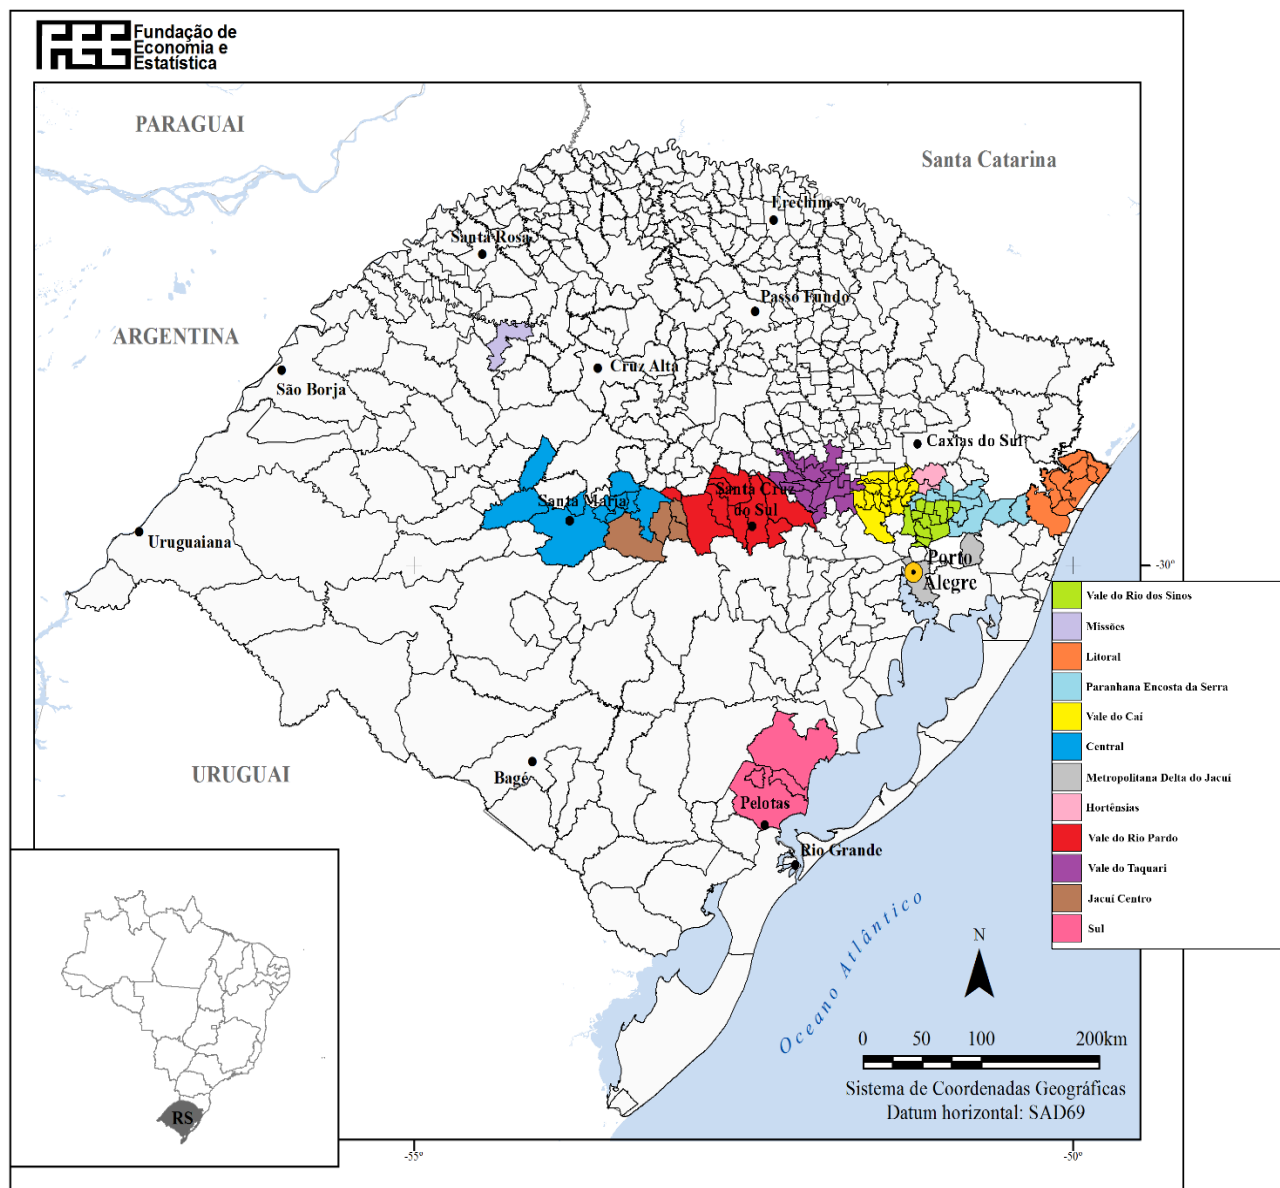 Fundação de
Economia e
Estatística
PARAGUAI
Santa Catarina
Erechim
Santa Rosa
Passo Fundo
ARGENTINA
Cruz Alta
São Borja
Caxias do Sul
Santa Cruz
do Sul
Santa Maria
Uruguaiana
Porto
Alegre
-30º
Vale do Rio dos Sinos
Missões
Litoral
Paranhana Encosta da Serra
Vale do Caí
Central
Metropolitana Delta do Jacuí
Hortênsias
Vale do Rio Pardo
Vale do Taquari
Jacuí Centro
Sul
URUGUAI
Bagé
Pelotas
Rio Grande
Oceano Atlântico
N
0 50 100 200km
Sistema de Coordenadas Geográficas
Datum horizontal: SAD69
RS
-55º
-50º